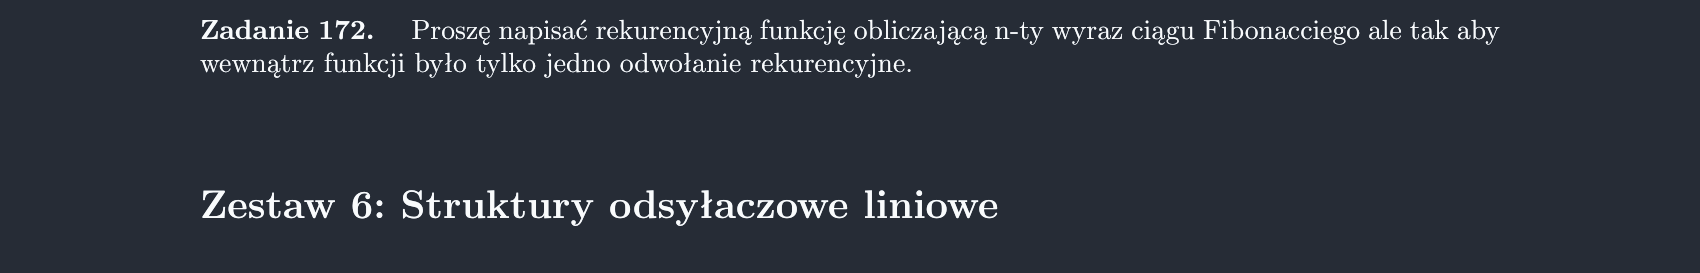 Zadanie 172. Proszę napisać rekurencyjną funkcję obliczającą n-ty wyraz ciągu Fibonacciego ale tak aby
wewnątrz funkcji było tylko jedno odwołanie rekurencyjne.
Zestaw 6: Struktury odsyłaczowe liniowe